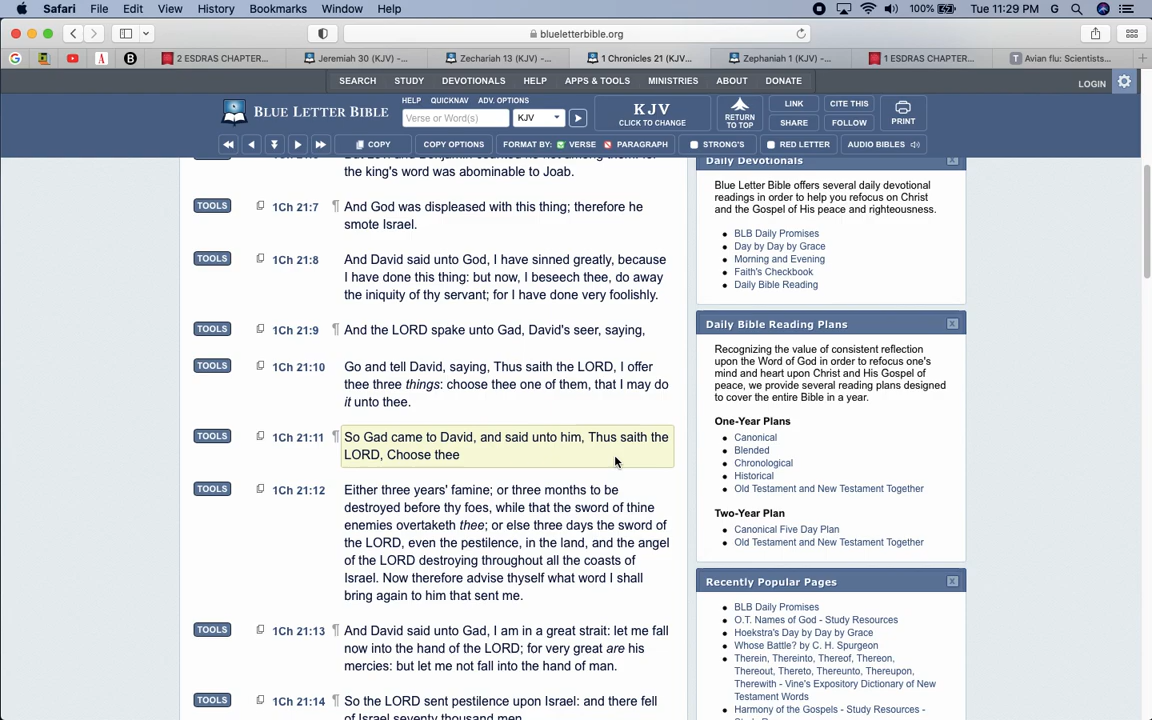 Safari File Edit View History Bookmarks Window Help 100% Tue 11:29 PM G
blueletterbible.org
A B 2 ESDRAS CHAPTER... Jeremiah 30 (KJV) -... Zechariah 13 (KJV) -... 1 Chronicles 21 (KJV... Zephaniah 1 (KJV) -... 1 ESDRAS CHAPTER... T Avian flu: Scientists...
SEARCH STUDY DEVOTIONALS HELP APPS & TOOLS MINISTRIES ABOUT DONATE LOGIN
BLUE LETTER BIBLE
HELP QUICKNAV ADV. OPTIONS
Verse or Word(s) KJV
KJV
CLICK TO CHANGE
RETURN
TO TOP
LINK CITE THIS
SHARE FOLLOW
PRINT
COPY COPY OPTIONS FORMAT BY: VERSE PARAGRAPH STRONG'S RED LETTER AUDIO BIBLES
the king's word was abominable to Joab.
TOOLS 1Ch 21:7 ¶ And God was displeased with this thing; therefore he
smote Israel.
TOOLS 1Ch 21:8 And David said unto God, I have sinned greatly, because
I have done this thing: but now, I beseech thee, do away
the iniquity of thy servant; for I have done very foolishly.
TOOLS 1Ch 21:9 ¶ And the LORD spake unto Gad, David's seer, saying,
TOOLS 1Ch 21:10 Go and tell David, saying, Thus saith the LORD, I offer
thee three things: choose thee one of them, that I may do
it unto thee.
TOOLS 1Ch 21:11 ¶ So Gad came to David, and said unto him, Thus saith the
LORD, Choose thee
TOOLS 1Ch 21:12 Either three years' famine; or three months to be
destroyed before thy foes, while that the sword of thine
enemies overtaketh thee; or else three days the sword of
the LORD, even the pestilence, in the land, and the angel
of the LORD destroying throughout all the coasts of
Israel. Now therefore advise thyself what word I shall
bring again to him that sent me.
TOOLS 1Ch 21:13 ¶ And David said unto Gad, I am in a great strait: let me fall
now into the hand of the LORD; for very great are his
mercies: but let me not fall into the hand of man.
TOOLS 1Ch 21:14 ¶ So the LORD sent pestilence upon Israel: and there fell
of Israel seventy thousand men.
Daily Devotionals
Blue Letter Bible offers several daily devotional
readings in order to help you refocus on Christ
and the Gospel of His peace and righteousness.
BLB Daily Promises
Day by Day by Grace
Morning and Evening
Faith's Checkbook
Daily Bible Reading
Daily Bible Reading Plans
Recognizing the value of consistent reflection
upon the Word of God in order to refocus one's
mind and heart upon Christ and His Gospel of
peace, we provide several reading plans designed
to cover the entire Bible in a year.
One-Year Plans
Canonical
Blended
Chronological
Historical
Old Testament and New Testament Together
Two-Year Plan
Canonical Five Day Plan
Old Testament and New Testament Together
Recently Popular Pages
BLB Daily Promises
O.T. Names of God - Study Resources
Hoekstra's Day by Day by Grace
Whose Battle? by C. H. Spurgeon
Therein, Thereinto, Thereof, Thereon,
Thereout, Thereto, Thereunto, Thereupon,
Therewith - Vine's Expository Dictionary of New
Testament Words
Harmony of the Gospels - Study Resources -